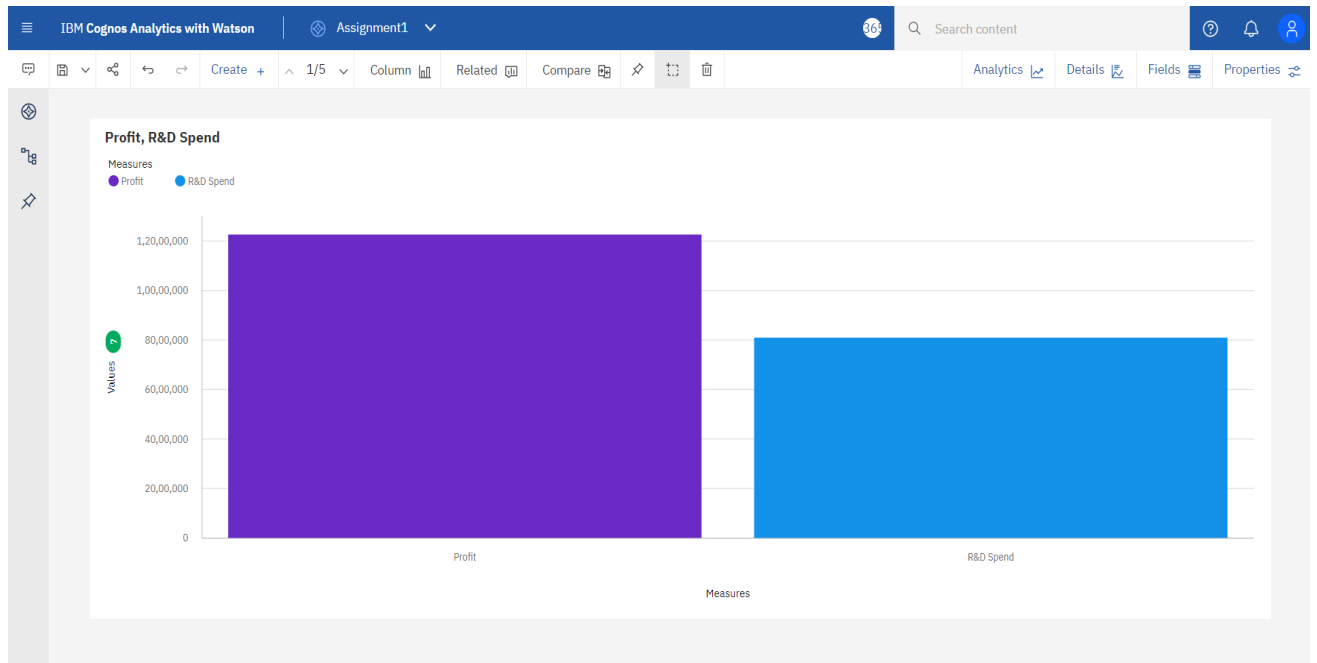 IBM Cognos Analytics with Watson
Assignment1
365
Search content
Create +
1/5
Column
Related
Compare
Analytics
Details
Fields
Properties
Profit, R&D Spend
Measures
Profit
R&D Spend
1,20,00,000
1,00,00,000
80,00,000
60,00,000
40,00,000
20,00,000
0
Values
7
Profit
R&D Spend
Measures